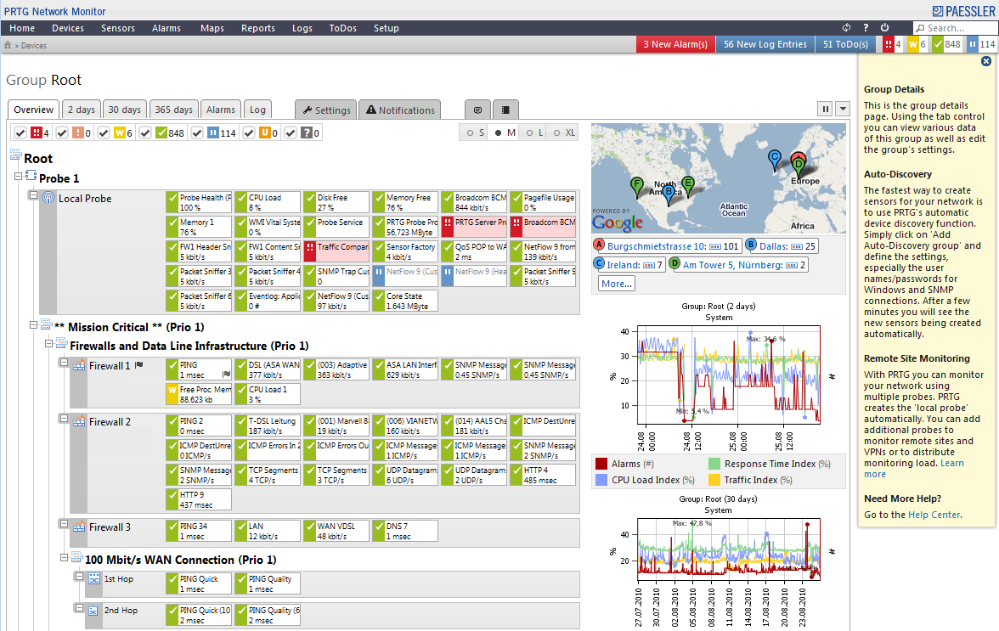 PRTG Network Monitor
PAESSLER
Home Devices Sensors Alarms Maps Reports Logs ToDos Setup
? Search...
> Devices
3 New Alarm(s) 56 New Log Entries 51 ToDo(s) !! 4 W 6 848 114
Group Root
Overview 2 days 30 days 365 days Alarms Log Settings Notifications
!! 4 ! 0 W 6 848 114 U 0 ? 0
S M L XL
Root
Probe 1
Local Probe
Probe Health (P 100 %
CPU Load 8 %
Disk Free 27 %
Memory Free 76 %
Broadcom BCM 844 kbit/s
Pagefile Usage 0 %
Memory 1 76 %
WMI Vital Syste 0 %
Probe Service
PRTG Probe Pro 56,723 MByte
PRTG Server Pro
Broadcom BCM
FW1 Header Sn 5 kbit/s
FW1 Content S 5 kbit/s
Traffic Compar
Sensor Factory 4 kbit/s
QoS POP to WA 2 ms
NetFlow 9 from 139 kbit/s
Packet Sniffer 3 5 kbit/s
Packet Sniffer 4 5 kbit/s
SNMP Trap Cus 0
NetFlow 9 (Cus
NetFlow 9 (Hea
Packet Sniffer 5 5 kbit/s
Packet Sniffer 6 5 kbit/s
Eventlog: Applic 0 #
NetFlow 9 (Cus 97 kbit/s
Core State 1.643 MByte
** Mission Critical ** (Prio 1)
Firewalls and Data Line Infrastructure (Prio 1)
Firewall 1
PING 1 msec
DSL (ASA WAN 377 kbit/s
(003) Adaptive 363 kbit/s
ASA LAN Interfa 629 kbit/s
SNMP Message 0,45 SNMP/s
SNMP Message 0,45 SNMP/s
W Free Proc. Mem 88.623 kb
CPU Load 1 3 %
Firewall 2
PING 2 0 msec
T-DSL Leitung 187 kbit/s
(001) Marvell 8 19 kbit/s
(006) VIANETW 160 kbit/s
(014) AAL5 Cha 181 kbit/s
ICMP DestUnre
ICMP DestUnre 0 ICMP/s
ICMP Errors In 2
ICMP Errors Ou
ICMP Message 1 ICMP/s
ICMP Message 1 ICMP/s
SNMP Message 2 SNMP/s
SNMP Message 2 SNMP/s
TCP Segments 4 TCP/s
TCP Segments 3 TCP/s
UDP Datagram 6 UDP/s
UDP Datagram 2 UDP/s
HTTP 4 485 msec
HTTP 9 437 msec
Firewall 3
PING 34 1 msec
LAN 12 kbit/s
WAN VDSL 48 kbit/s
DNS 7 1 msec
100 Mbit/s WAN Connection (Prio 1)
1st Hop
PING Quick 1 msec
PING Quality 1 msec
2nd Hop
PING Quick (10 2 msec
PING Quality (6 2 msec
C A D Europe
F North America B E
Atlantic Ocean
Africa
POWERED BY Google
A Burgschmietstrasse 10: 101 B Dallas: 25
C Ireland: 7 D Am Tower 5, Nürnberg: 2
More...
Group: Root (2 days)
System
40
30
20
10
%
#
Max: 34,6 %
Min: 5,4 %
24.08 00:00
24.08 12:00
25.08 00:00
25.08 12:00
Alarms (#) Response Time Index (%)
CPU Load Index (%) Traffic Index (%)
Group: Root (30 days)
System
Max: 47,8 %
40
20
%
#
27.07.2010
30.07.2010
02.08.2010
05.08.2010
08.08.2010
11.08.2010
14.08.2010
17.08.2010
20.08.2010
23.08.2010
Group Details
This is the group details
page. Using the tab control
you can view various data
of this group as well as edit
the group's settings.
Auto-Discovery
The fastest way to create
sensors for your network is
to use PRTG's automatic
device discovery function.
Simply click on 'Add
Auto-Discovery group' and
define the settings,
especially the user
names/passwords for
Windows and SNMP
connections. After a few
minutes you will see the
new sensors being created
automatically.
Remote Site Monitoring
With PRTG you can monitor
your network using
multiple probes. PRTG
creates the 'local probe'
automatically. You can add
additional probes to
monitor remote sites and
VPNs or to distribute
monitoring load. Learn
more
Need More Help?
Go to the Help Center.